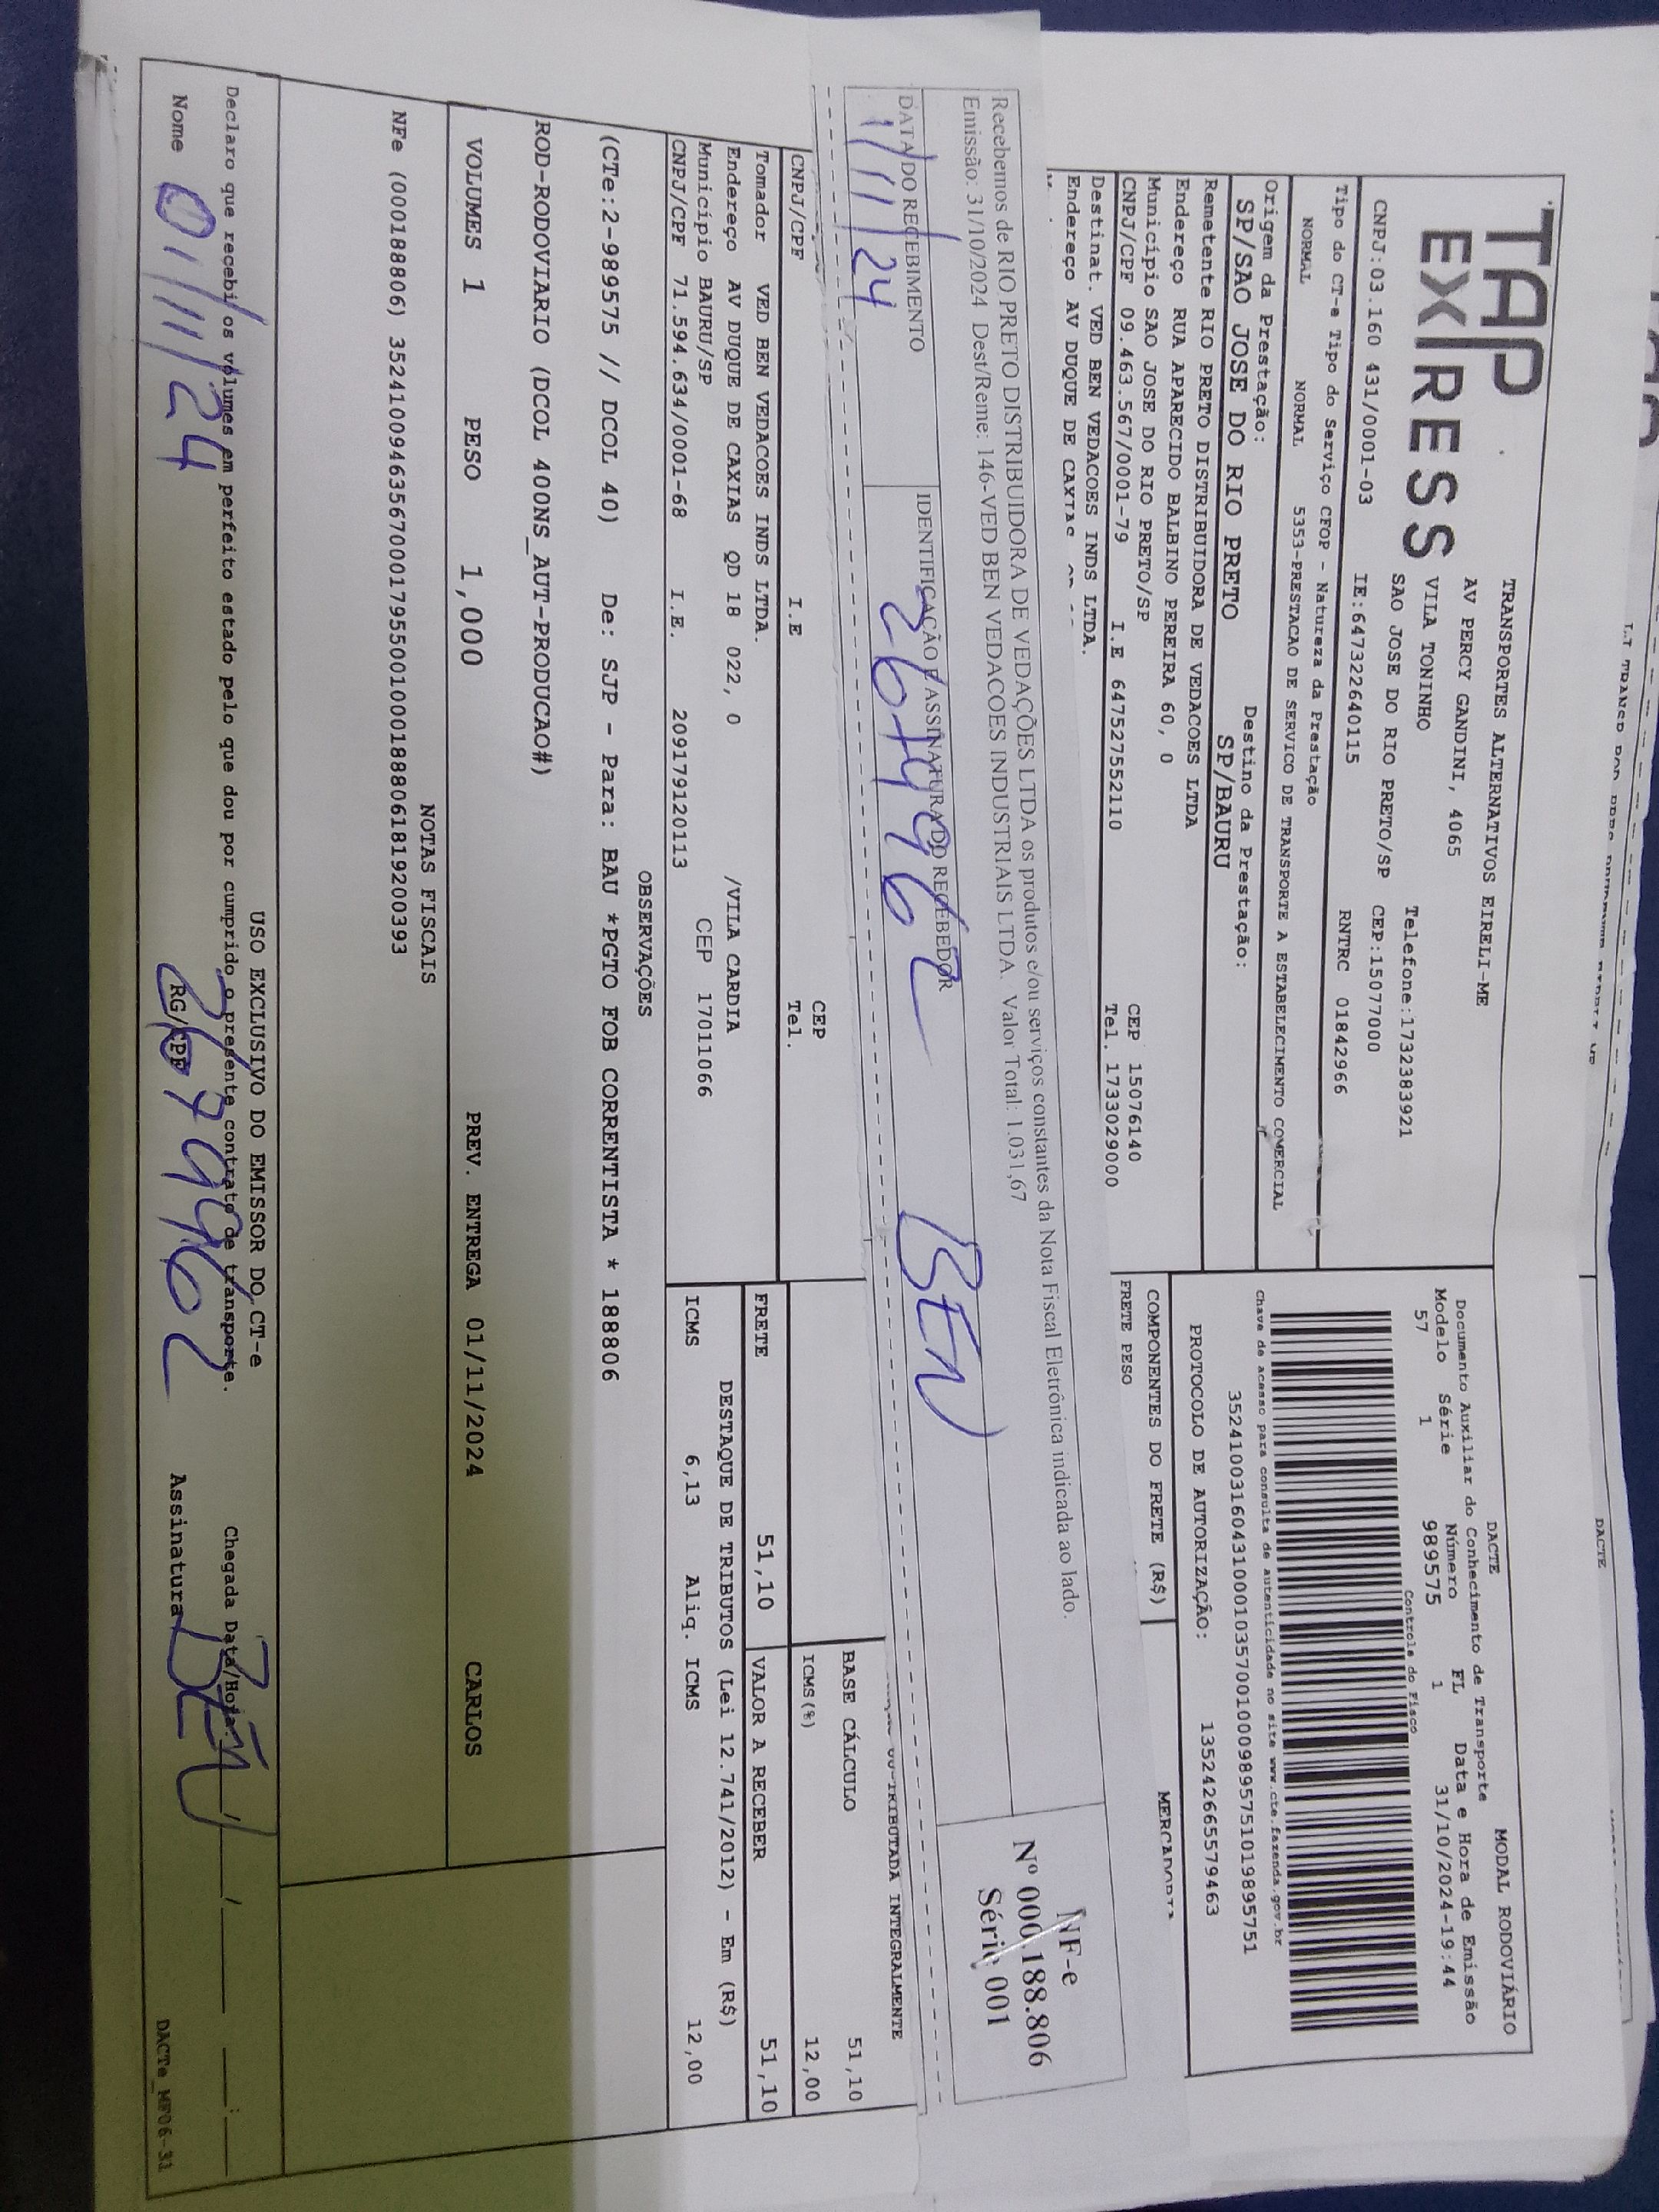 TAP
EXPRESS
TRANSPORTES ALTERNATIVOS EIRELI-ME
AV PERCY GANDINI, 4065
VILA TONINHO
SAO JOSE DO RIO PRETO/SP CEP:15077000
Telefone:1732383921
CNPJ:03.160 431/0001-03 IE:647322640115 RNTRC 01842966
Tipo do CT-e Tipo do Serviço CFOP - Natureza da Prestação
NORMAL NORMAL 5353-PRESTACAO DE SERVICO DE TRANSPORTE A ESTABELECIMENTO COMERCIAL
Origem da Prestação: Destino da Prestação:
SP/SAO JOSE DO RIO PRETO SP/BAURU
DACTE MODAL RODOVIÁRIO
Documento Auxiliar do Conhecimento de Transporte
Modelo Série Número FL Data e Hora de Emissão
57 1 989575 1 31/10/2024-19:44
Controle do Fisco
Chave de acesso para consulta de autenticidade no site www.cte.fazenda.gov.br
35241003160431000103570010009895751019895751
PROTOCOLO DE AUTORIZAÇÃO: 135242665579463
Remetente RIO PRETO DISTRIBUIDORA DE VEDACOES LTDA
Endereço RUA APARECIDO BALBINO PEREIRA 60, 0
Município SAO JOSE DO RIO PRETO/SP CEP 15076140
CNPJ/CPF 09.463.567/0001-79 I.E 647527552110 Tel. 1733029000
Destinat. VED BEN VEDACOES INDS LTDA.
Endereço AV DUQUE DE CAXIAS
COMPONENTES DO FRETE (R$)
FRETE PESO
Recebemos de RIO PRETO DISTRIBUIDORA DE VEDAÇÕES LTDA os produtos e/ou serviços constantes da Nota Fiscal Eletrônica indicada ao lado.
Emissão: 31/10/2024 Dest/Reme: 146-VED BEN VEDACOES INDUSTRIAIS LTDA. Valor Total: 1.031,67
DATA DO RECEBIMENTO IDENTIFICAÇÃO E ASSINATURA DO RECEBEDOR
1/11/24 BEN
NF-e
Nº 000.188.806
Série 001
TRIBUTADA INTEGRALMENTE
BASE CÁLCULO 51,10
ICMS(%) 12,00
CEP
CNPJ/CPF I.E Tel.
Tomador VED BEN VEDACOES INDS LTDA.
Endereço AV DUQUE DE CAXIAS QD 18 022, 0 /VILA CARDIA
Município BAURU/SP CEP 17011066
CNPJ/CPF 71.594.634/0001-68 I.E. 209179120113
FRETE 51,10 VALOR A RECEBER 51,10
DESTAQUE DE TRIBUTOS (Lei 12.741/2012) - Em (R$)
ICMS 6,13 Aliq. ICMS 12,00
OBSERVAÇÕES
(CTe:2-989575 // DCOL 40) De: SJP - Para: BAU *PGTO FOB CORRENTISTA * 188806
ROD-RODOVIARIO (DCOL 400NS_AUT-PRODUCAO#)
VOLUMES 1 PESO 1,000 PREV. ENTREGA 01/11/2024 CARLOS
NOTAS FISCAIS
NFe (000188806) 35241009463567000179550010001888061819200393
USO EXCLUSIVO DO EMISSOR DO CT-e
Declaro que recebi os volumes em perfeito estado pelo que dou por cumprido o presente contrato de transporte. Chegada Data/Hora:
Nome 01/11/24 RG/CPF Assinatura BEN
DACTe_MF06-31
DACTE